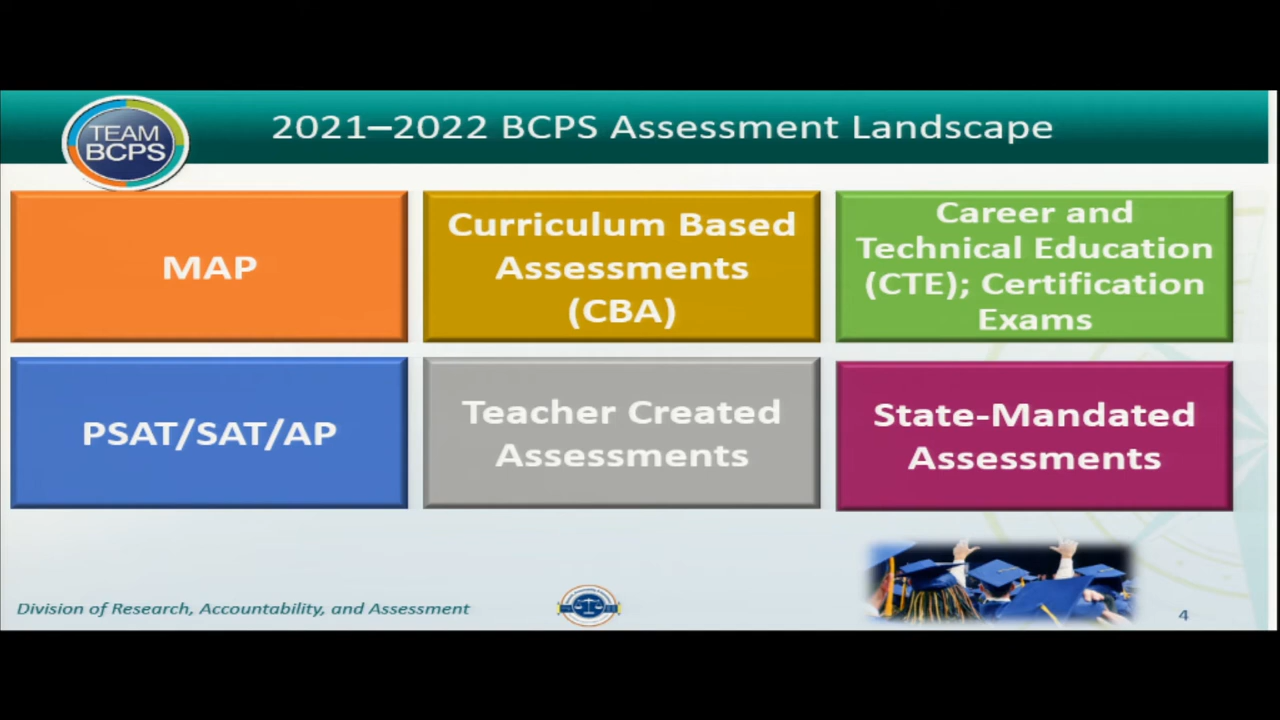 TEAM
BCPS
2021–2022 BCPS Assessment Landscape
MAP
Curriculum Based
Assessments
(CBA)
Career and
Technical Education
(CTE); Certification
Exams
PSAT/SAT/AP
Teacher Created
Assessments
State-Mandated
Assessments
Division of Research, Accountability, and Assessment
4